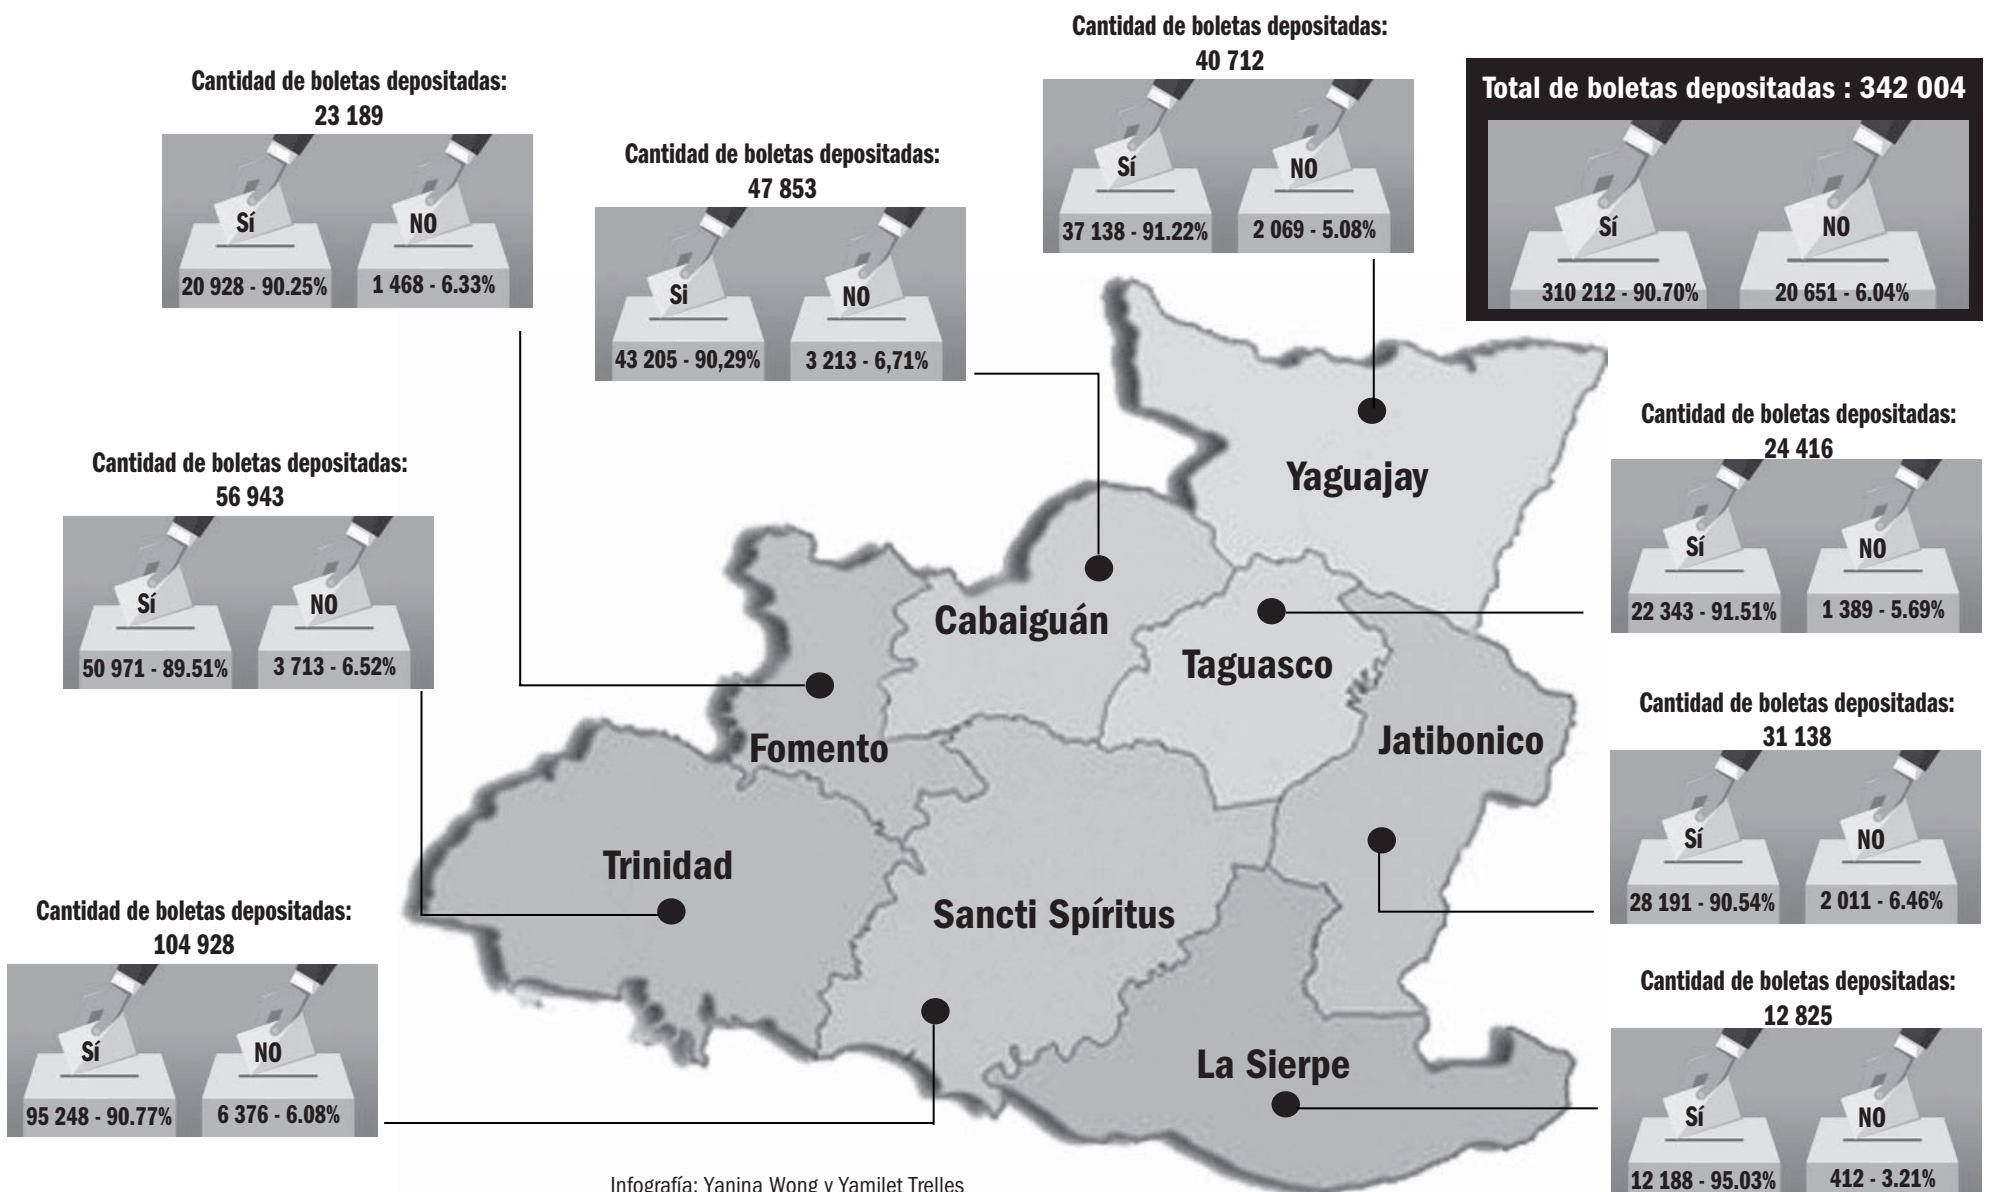 Cantidad de boletas depositadas:
40 712
Sí
NO
37 138 - 91.22%
2 069 - 5.08%
Total de boletas depositadas : 342 004
Sí
NO
310 212 - 90.70%
20 651 - 6.04%
Cantidad de boletas depositadas:
23 189
Sí
NO
20 928 - 90.25%
1 468 - 6.33%
Cantidad de boletas depositadas:
47 853
Si
NO
43 205 - 90,29%
3 213 - 6,71%
Cantidad de boletas depositadas:
24 416
Sí
NO
22 343 - 91.51%
1 389 - 5.69%
Cantidad de boletas depositadas:
56 943
Sí
NO
50 971 - 89.51%
3 713 - 6.52%
Yaguajay
Cabaiguán
Taguasco
Jatibonico
Fomento
Trinidad
Sancti Spíritus
La Sierpe
Cantidad de boletas depositadas:
31 138
Sí
NO
28 191 - 90.54%
2 011 - 6.46%
Cantidad de boletas depositadas:
104 928
Sí
NO
95 248 - 90.77%
6 376 - 6.08%
Cantidad de boletas depositadas:
12 825
Sí
NO
12 188 - 95.03%
412 - 3.21%
Infografía: Yanina Wong y Yamilet Trelles